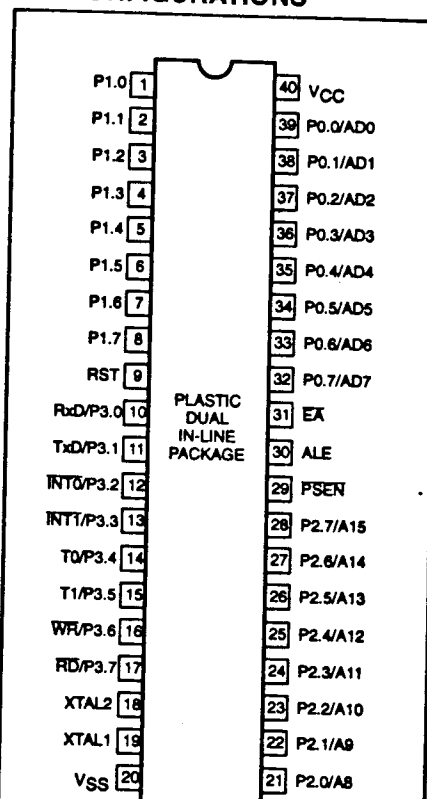 P1.0 1
P1.1 2
P1.2 3
P1.3 4
P1.4 5
P1.5 6
P1.6 7
P1.7 8
RST 9
RxD/P3.0 10
TxD/P3.1 11
INT0/P3.2 12
INT1/P3.3 13
T0/P3.4 14
T1/P3.5 15
WR/P3.6 16
RD/P3.7 17
XTAL2 18
XTAL1 19
VSS 20
PLASTIC
DUAL
IN-LINE
PACKAGE
40 VCC
39 P0.0/AD0
38 P0.1/AD1
37 P0.2/AD2
36 P0.3/AD3
35 P0.4/AD4
34 P0.5/AD5
33 P0.6/AD6
32 P0.7/AD7
31 EA
30 ALE
29 PSEN
28 P2.7/A15
27 P2.6/A14
26 P2.5/A13
25 P2.4/A12
24 P2.3/A11
23 P2.2/A10
22 P2.1/A9
21 P2.0/A8